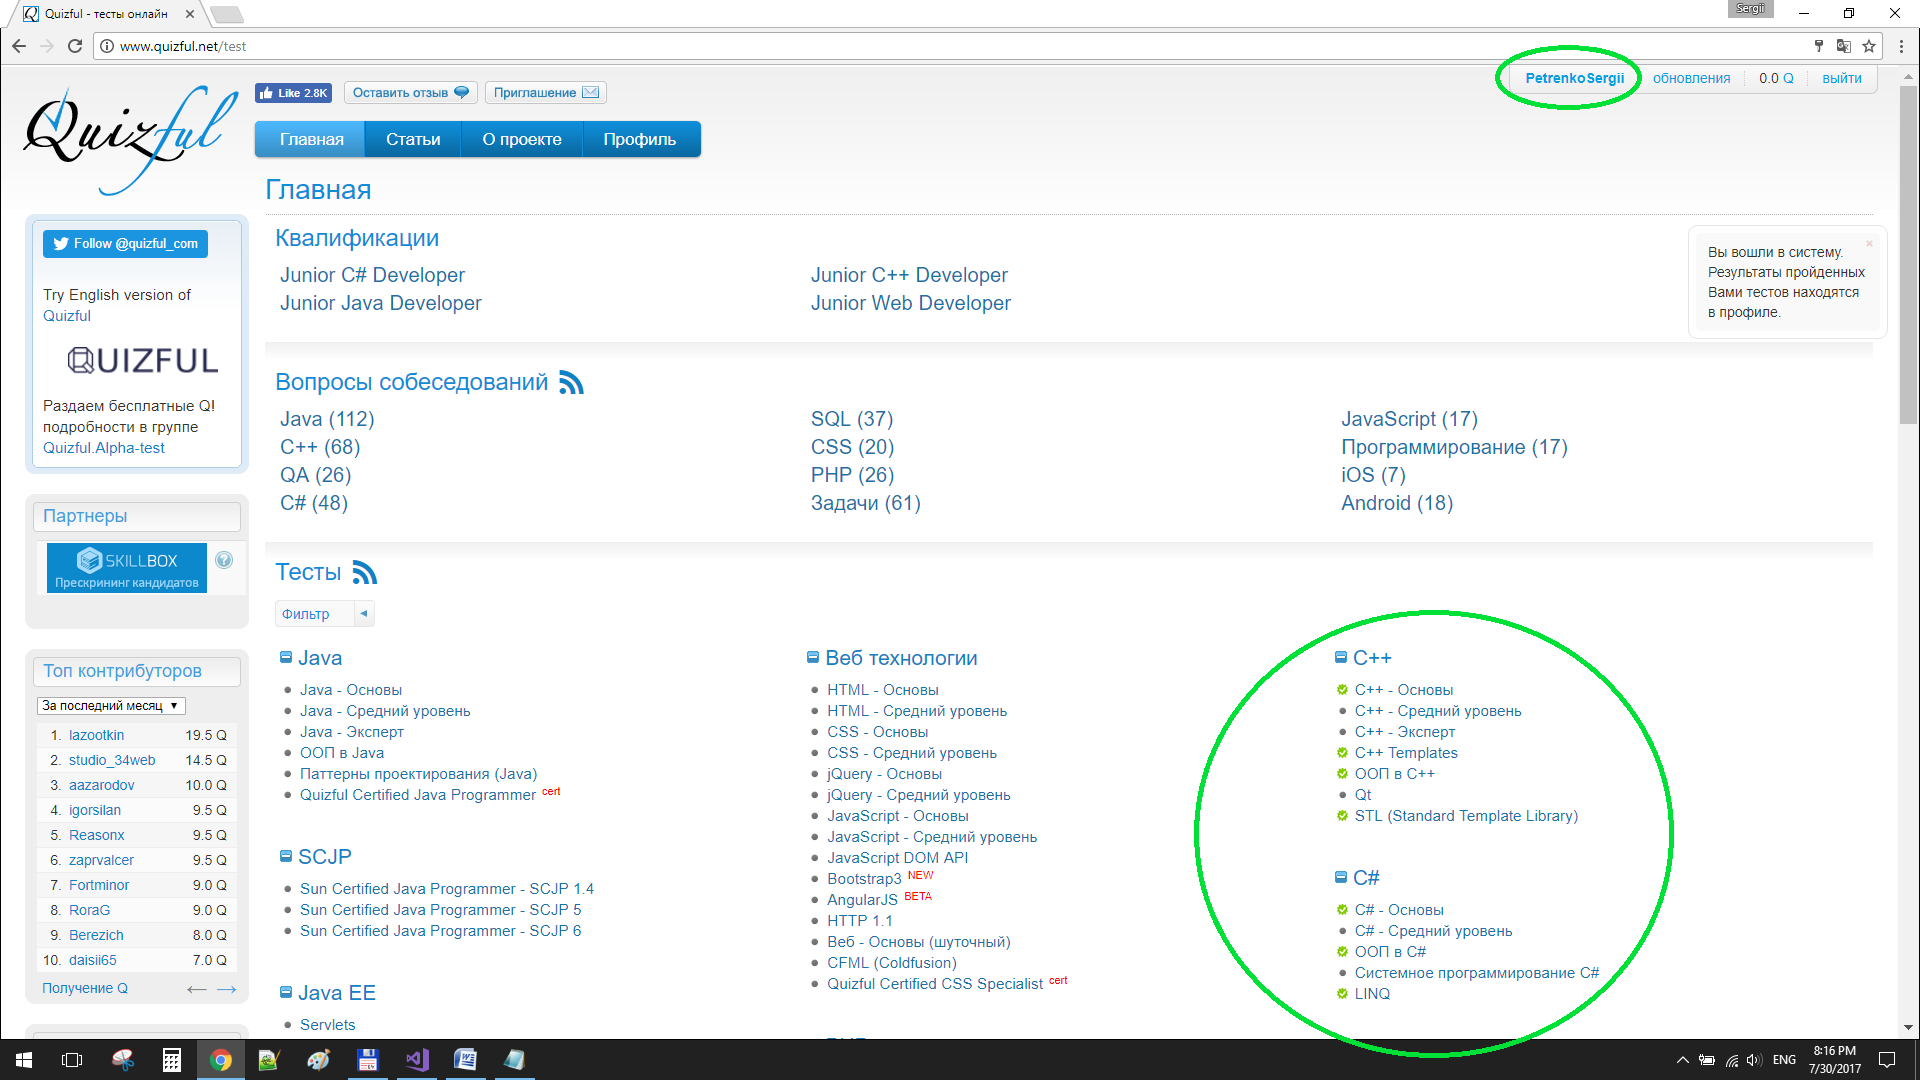 Quizful - тесты онлайн
Sergii
www.quizful.net/test
Quizful
Like 2.8K
Оставить отзыв
Приглашение
PetrenkoSergii
обновления
0.0 Q
выйти
Главная
Статьи
О проекте
Профиль
Главная
Follow @quizful_com
Try English version of
Quizful
QUIZFUL
Раздаем бесплатные Q!
подробности в группе
Quizful.Alpha-test
Партнеры
SKILLBOX
Прескрининг кандидатов
?
Топ контрибуторов
За последний месяц
1. lazootkin 19.5 Q
2. studio_34web 14.5 Q
3. aazarodov 10.0 Q
4. igorsilan 9.5 Q
5. Reasonx 9.5 Q
6. zaprvalcer 9.5 Q
7. Fortminor 9.0 Q
8. RoraG 9.0 Q
9. Berezich 8.0 Q
10. daisii65 7.0 Q
Получение Q
Квалификации
Junior C# Developer
Junior Java Developer
Junior C++ Developer
Junior Web Developer
Вы вошли в систему.
Результаты пройденных
Вами тестов находятся
в профиле.
Вопросы собеседований
Java (112)
C++ (68)
QA (26)
C# (48)
SQL (37)
CSS (20)
PHP (26)
Задачи (61)
JavaScript (17)
Программирование (17)
iOS (7)
Android (18)
Тесты
Фильтр
Java
Java - Основы
Java - Средний уровень
Java - Эксперт
ООП в Java
Паттерны проектирования (Java)
Quizful Certified Java Programmer cert
SCJP
Sun Certified Java Programmer - SCJP 1.4
Sun Certified Java Programmer - SCJP 5
Sun Certified Java Programmer - SCJP 6
Java EE
Servlets
Веб технологии
HTML - Основы
HTML - Средний уровень
CSS - Основы
CSS - Средний уровень
jQuery - Основы
jQuery - Средний уровень
JavaScript - Основы
JavaScript - Средний уровень
JavaScript DOM API
Bootstrap3 NEW
AngularJS BETA
HTTP 1.1
Веб - Основы (шуточный)
CFML (Coldfusion)
Quizful Certified CSS Specialist cert
C++
C++ - Основы
C++ - Средний уровень
C++ - Эксперт
C++ Templates
ООП в C++
Qt
STL (Standard Template Library)
C#
C# - Основы
C# - Средний уровень
ООП в C#
Системное программирование C#
LINQ
ENG
8:16 PM
7/30/2017